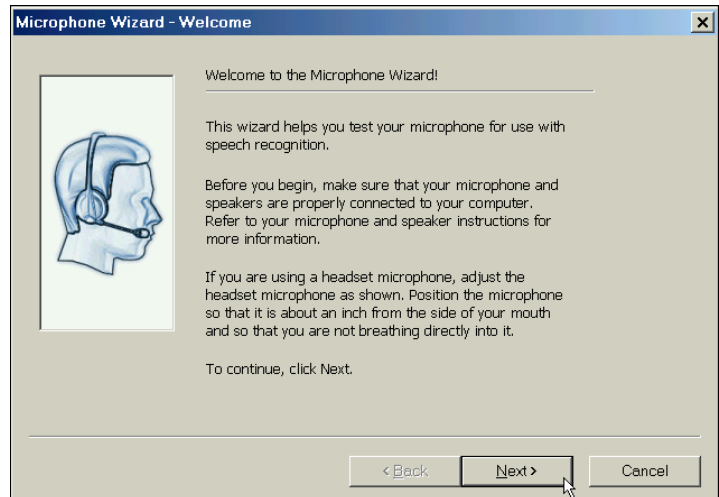 Microphone Wizard - Welcome
Welcome to the Microphone Wizard!
This wizard helps you test your microphone for use with
speech recognition.
Before you begin, make sure that your microphone and
speakers are properly connected to your computer.
Refer to your microphone and speaker instructions for
more information.
If you are using a headset microphone, adjust the
headset microphone as shown. Position the microphone
so that it is about an inch from the side of your mouth
and so that you are not breathing directly into it.
To continue, click Next.
< Back Next > Cancel